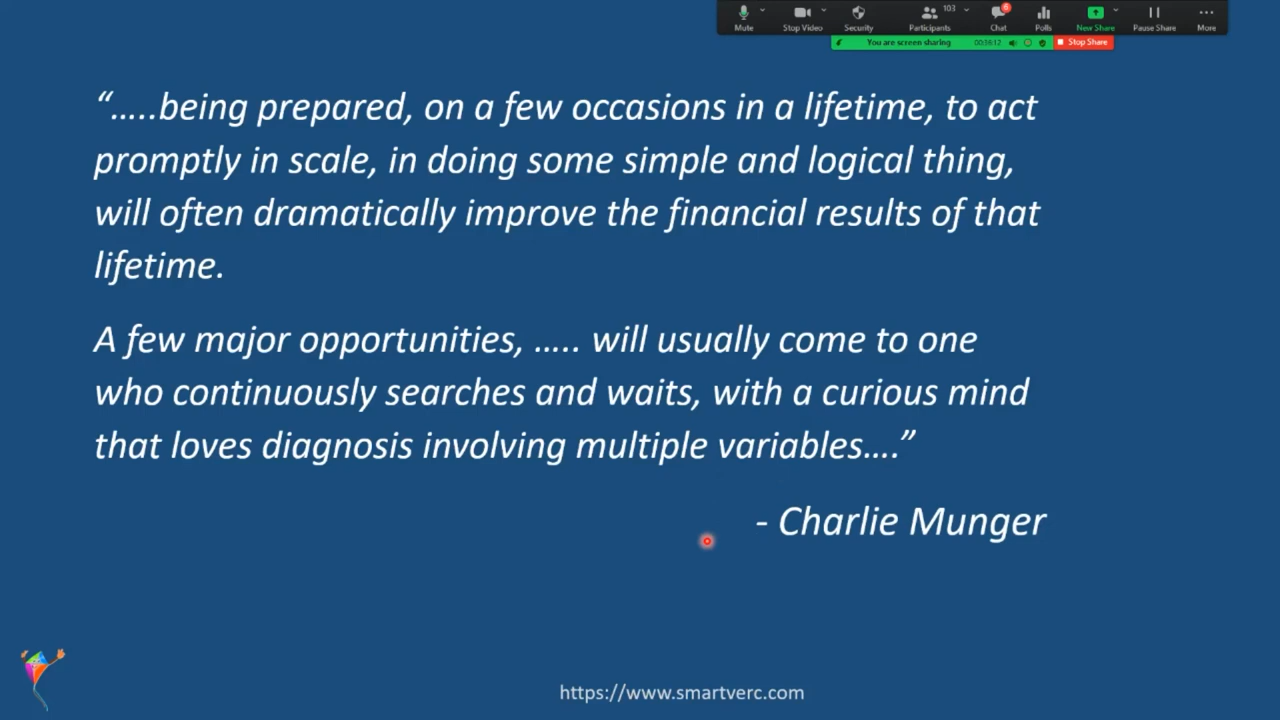 103
6
Mute
Stop Video
Security
Participants
Chat
Polls
New Share
Pause Share
More
You are screen sharing
00:36:12
Stop Share
“…..being prepared, on a few occasions in a lifetime, to act
promptly in scale, in doing some simple and logical thing,
will often dramatically improve the financial results of that
lifetime.
A few major opportunities, ….. will usually come to one
who continuously searches and waits, with a curious mind
that loves diagnosis involving multiple variables….”
- Charlie Munger
https://www.smartverc.com